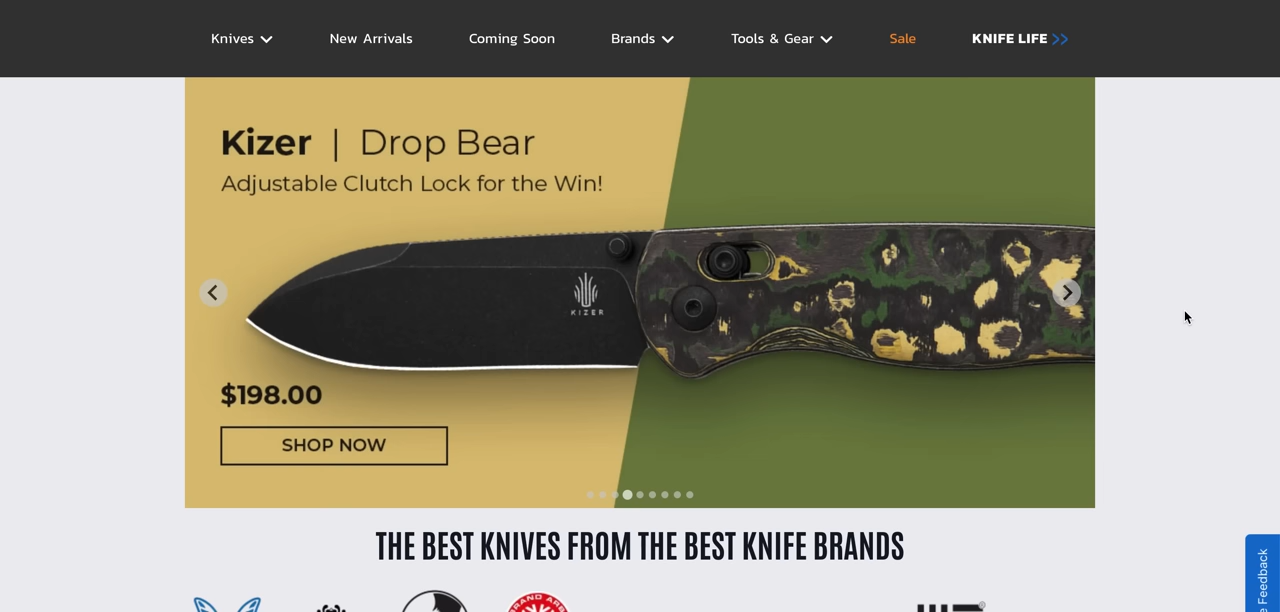 Knives
New Arrivals
Coming Soon
Brands
Tools & Gear
Sale
KNIFE LIFE
Kizer | Drop Bear
Adjustable Clutch Lock for the Win!
KIZER
$198.00
SHOP NOW
THE BEST KNIVES FROM THE BEST KNIFE BRANDS
Feedback